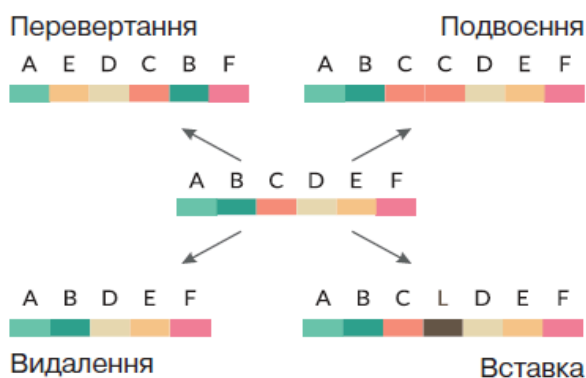 Перевертання
A E D C B F
Подвоєння
A B C C D E F
A B C D E F
A B D E F
Видалення
A B C L D E F
Вставка